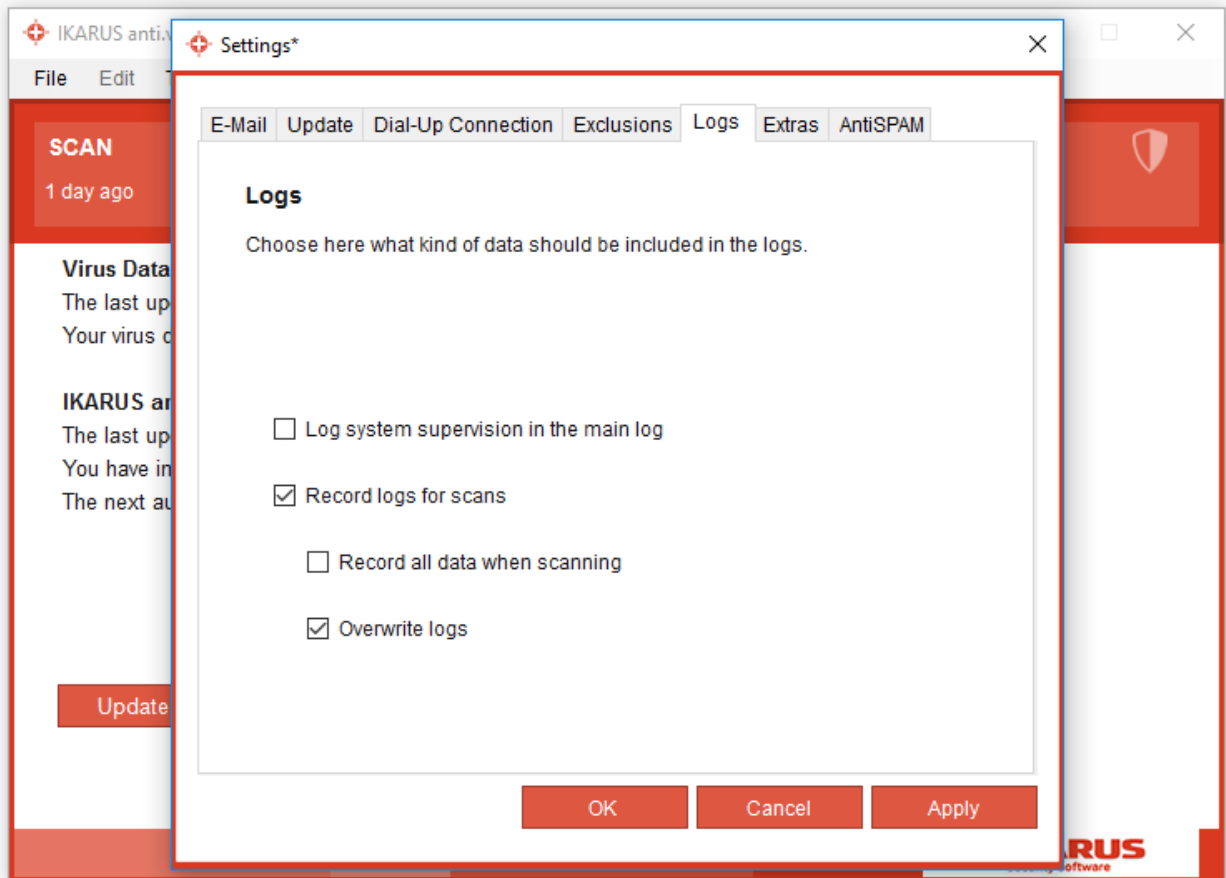 IKARUS anti.v
Settings*
File Edit
E-Mail Update Dial-Up Connection Exclusions Logs Extras AntiSPAM
SCAN
1 day ago
Logs
Choose here what kind of data should be included in the logs.
Virus Data
The last up
Your virus
IKARUS an
The last up
You have in
The next au
Log system supervision in the main log
Record logs for scans
Record all data when scanning
Overwrite logs
Update
OK Cancel Apply
RUS
software